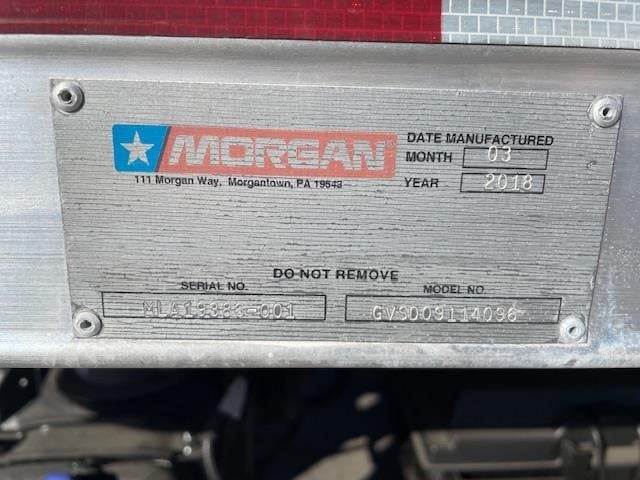 MORGAN
111 Morgan Way, Morgantown, PA 19543
DATE MANUFACTURED
MONTH 03
YEAR 2018
DO NOT REMOVE
SERIAL NO.
MODEL NO
GVSD09114096